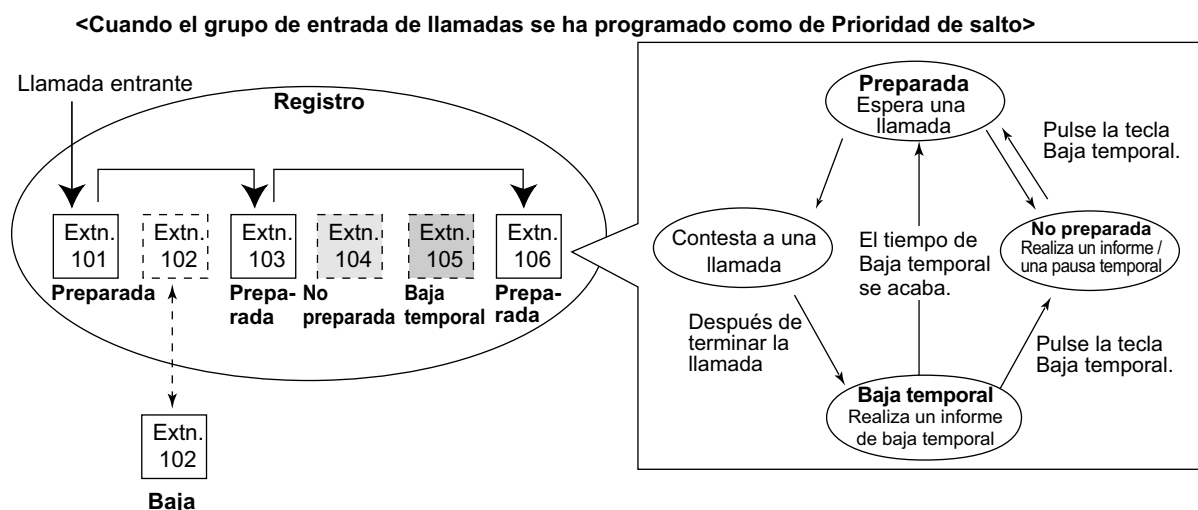 <Cuando el grupo de entrada de llamadas se ha programado como de Prioridad de salto>
Llamada entrante
Registro
Extn.
101
Extn.
102
Extn.
103
Extn.
104
Extn.
105
Extn.
106
Preparada
Prepa-
rada
No
preparada
Baja
temporal
Prepa-
rada
Extn.
102
Baja
Preparada
Espera una
llamada
Pulse la tecla
Baja temporal.
Contesta a una
llamada
El tiempo de
Baja temporal
se acaba.
No preparada
Realiza un informe /
una pausa temporal
Después de
terminar la
llamada
Pulse la tecla
Baja temporal.
Baja temporal
Realiza un informe
de baja temporal